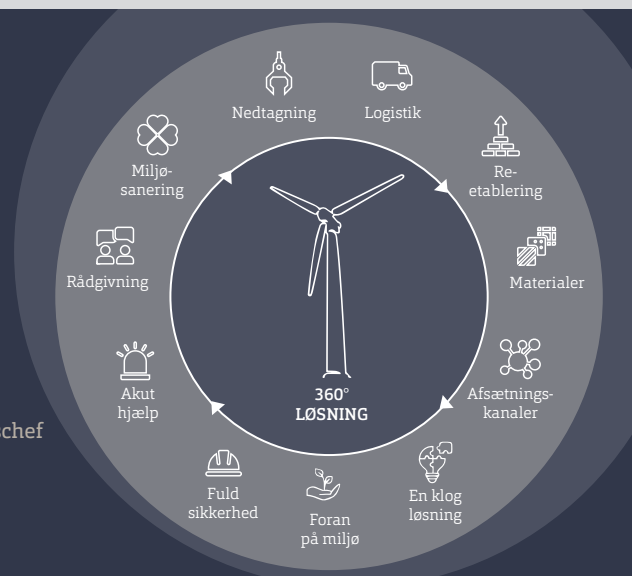 Nedtagning
Logistik
Miljø-
sanering
Re-
etablering
Rådgivning
Materialer
360°
LØSNING
Akut
hjælp
Afsætnings-
kanaler
schef
Fuld
sikkerhed
En klog
løsning
Foran
på miljø